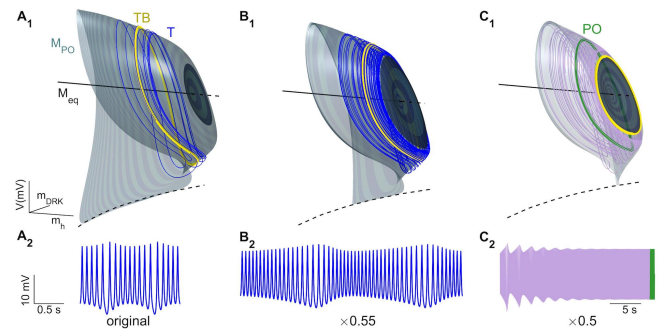 A1
TB
T
MPO
Meq
V(mV)
mDRK
mh
B1
C1
PO
A2
10 mV
0.5 s
original
B2
×0.55
C2
5 s
×0.5